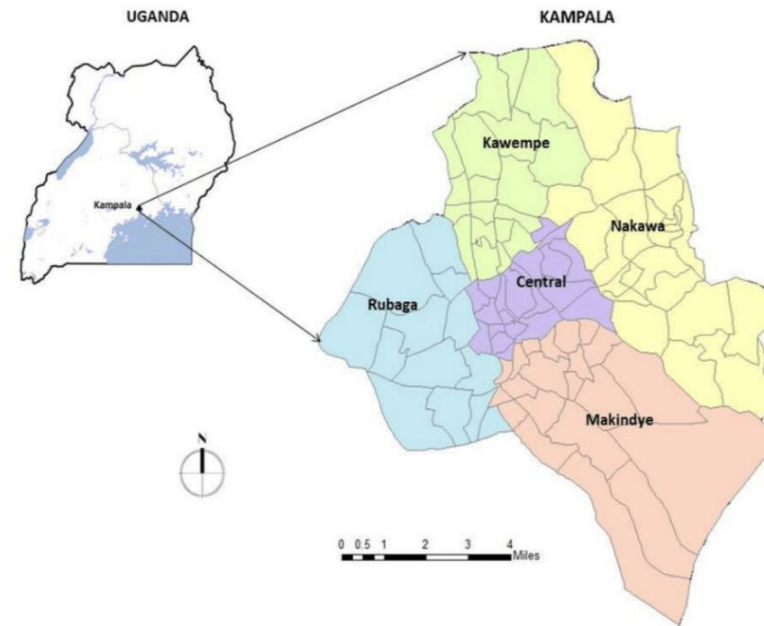 UGANDA
KAMPALA
Kawempe
Kampala
Nakawa
Central
Rubaga
Makindye
N
0 0.5 1 2 3 4
Miles